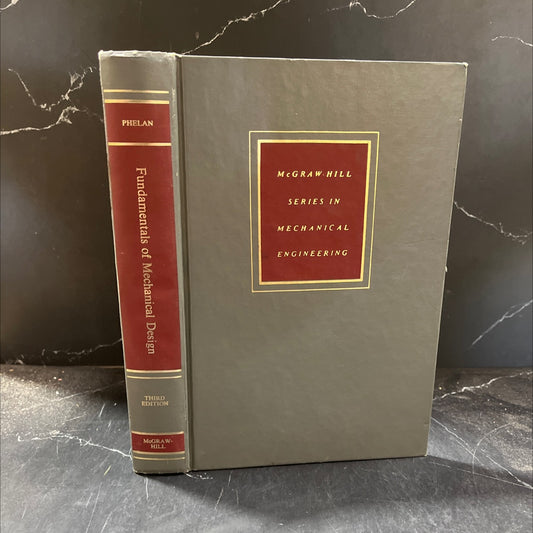 PHELAN
Fundamentals of Mechanical Design
THIRD
EDITION
McGRAW-
HILL
McGRAW-HILL
SERIES IN
MECHANICAL
ENGINEERING